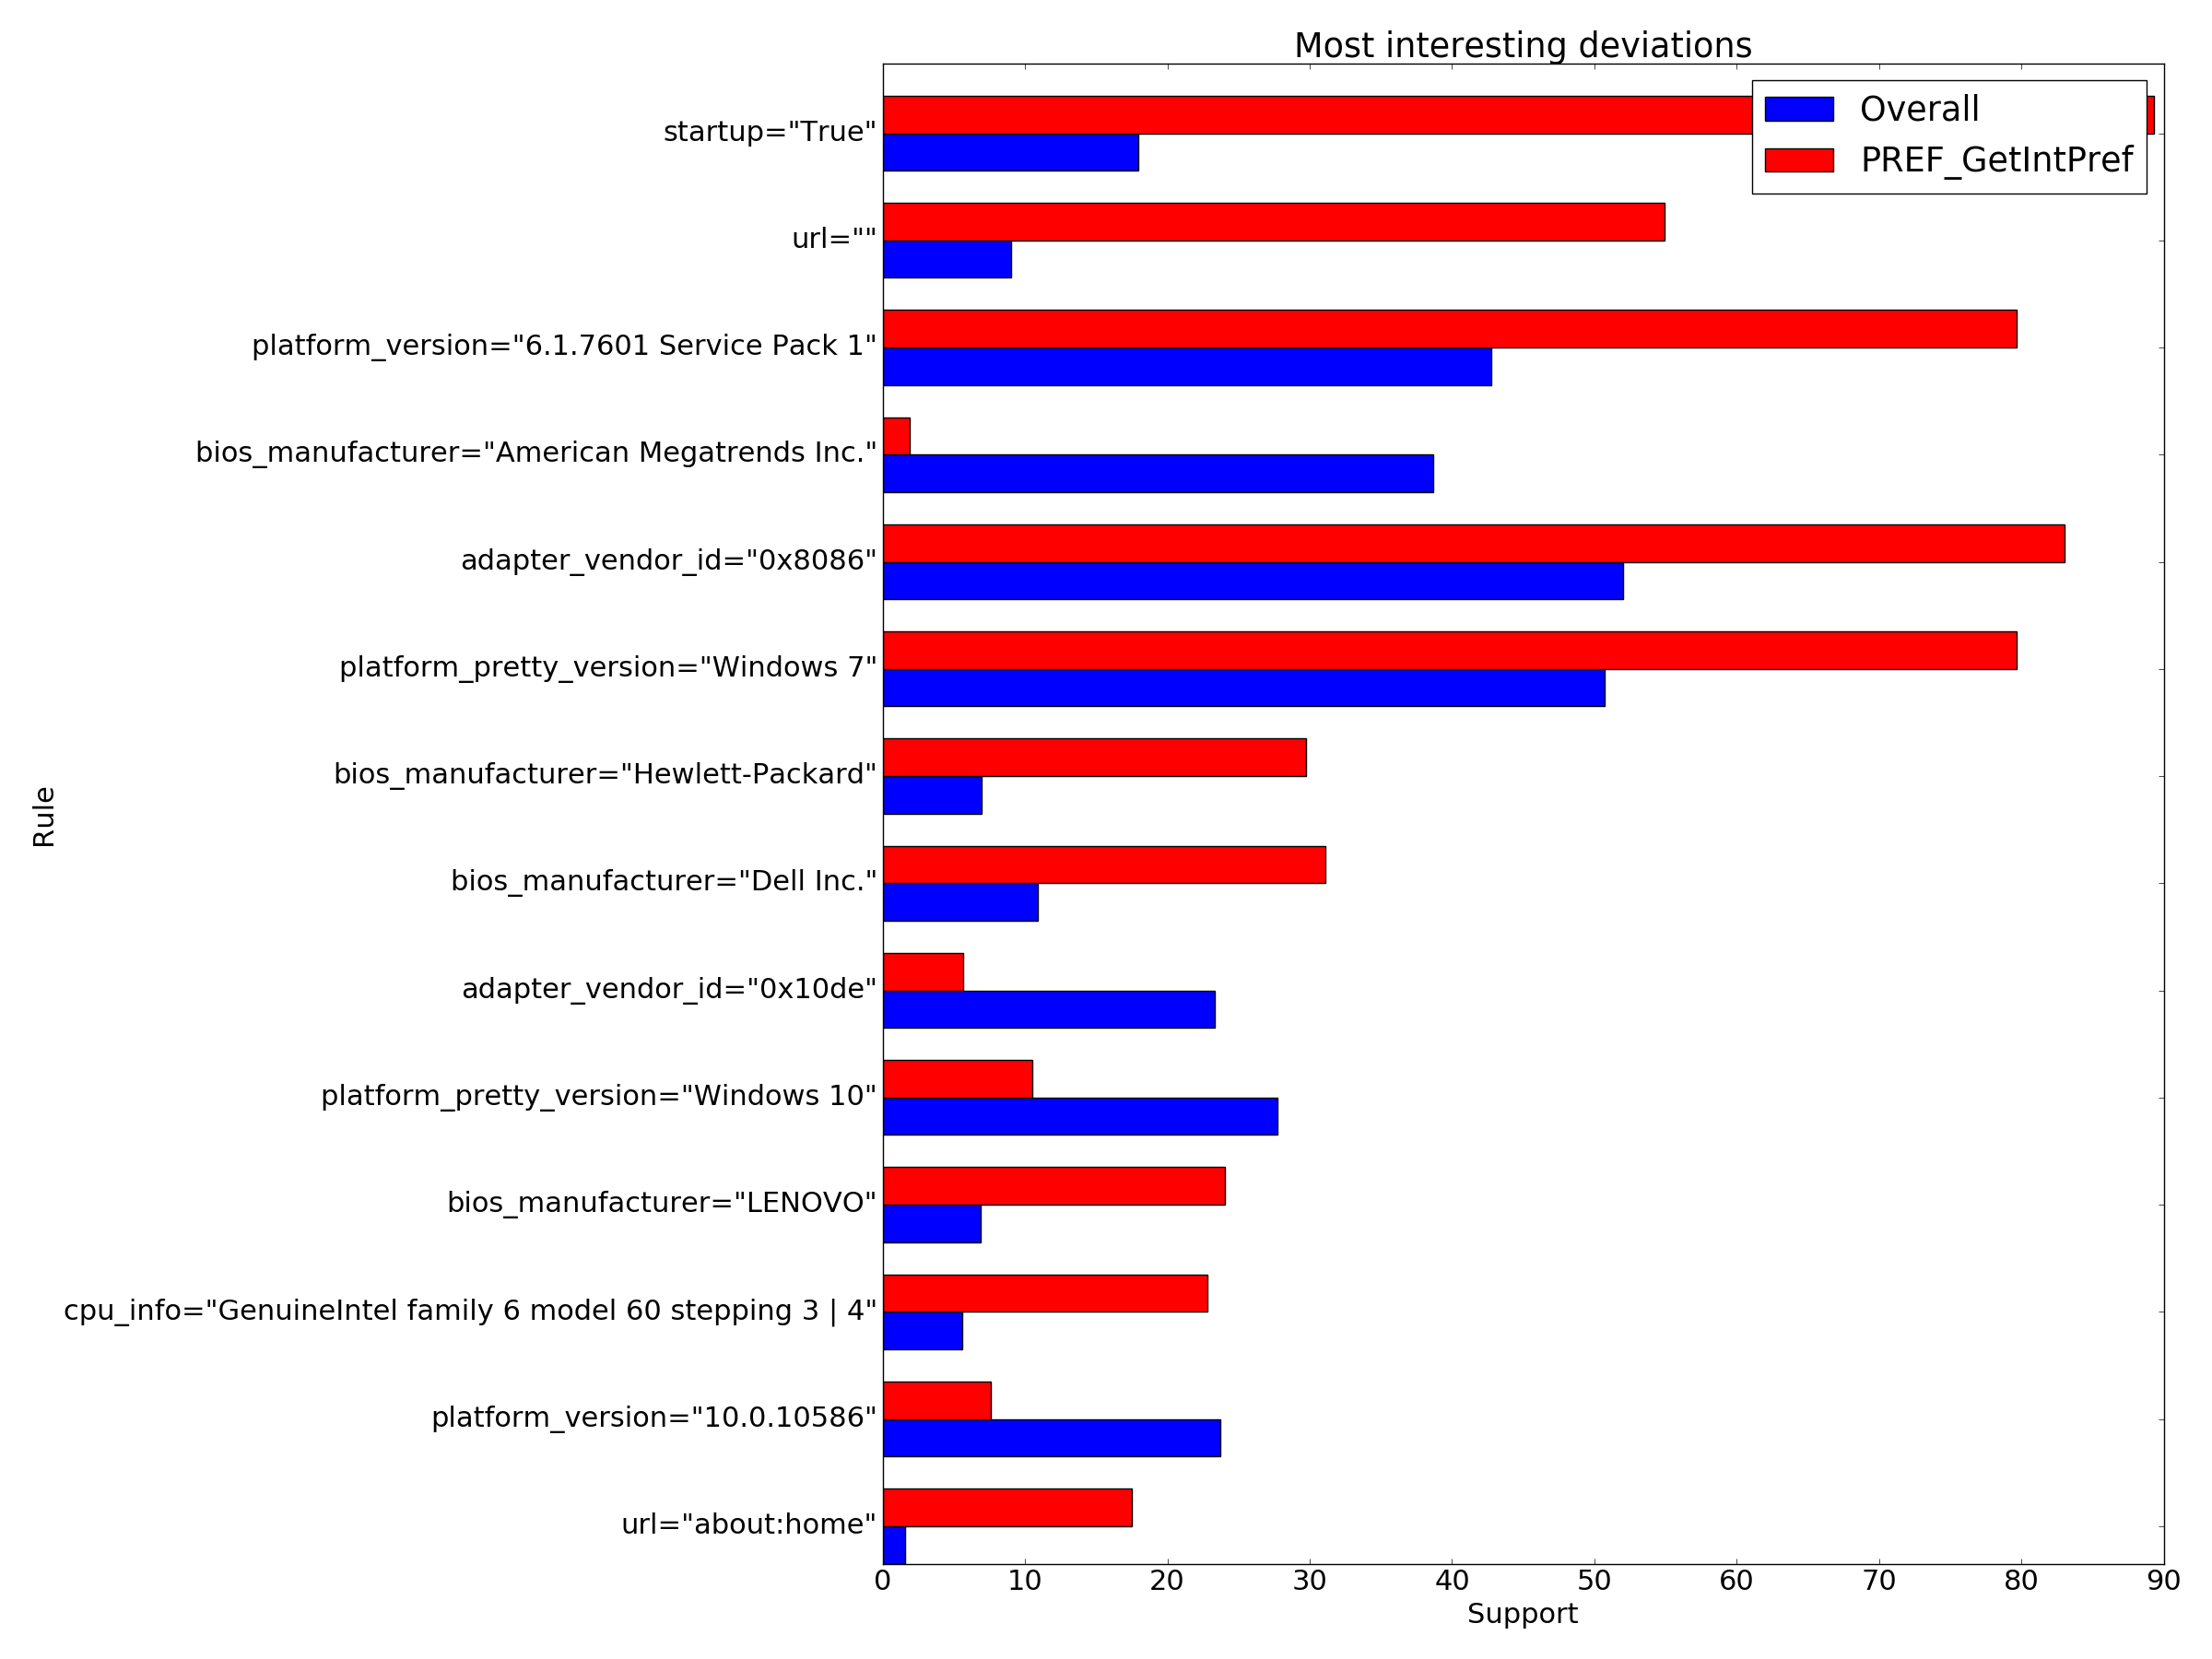 Most interesting deviations
Overall
PREF_GetIntPref
startup="True"
url=""
platform_version="6.1.7601 Service Pack 1"
bios_manufacturer="American Megatrends Inc."
adapter_vendor_id="0x8086"
platform_pretty_version="Windows 7"
bios_manufacturer="Hewlett-Packard"
bios_manufacturer="Dell Inc."
adapter_vendor_id="0x10de"
platform_pretty_version="Windows 10"
bios_manufacturer="LENOVO"
cpu_info="GenuineIntel family 6 model 60 stepping 3 | 4"
platform_version="10.0.10586"
url="about:home"
Rule
0 10 20 30 40 50 60 70 80 90
Support